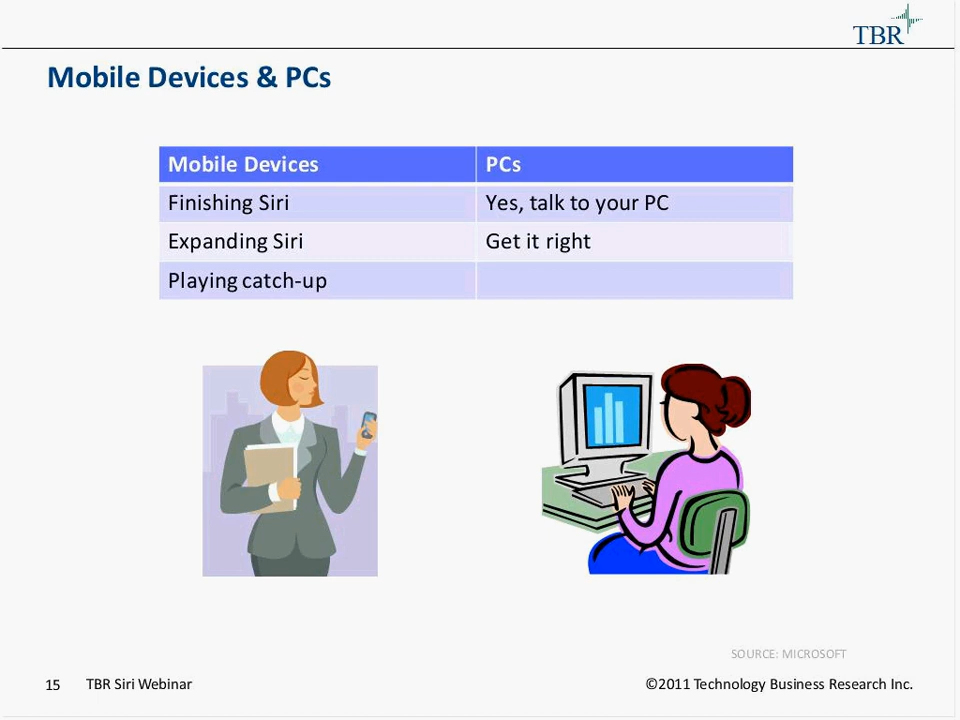 TBR
Mobile Devices & PCs
Mobile Devices PCs
Finishing Siri Yes, talk to your PC
Expanding Siri Get it right
Playing catch-up
SOURCE: MICROSOFT
15 TBR Siri Webinar ©2011 Technology Business Research Inc.